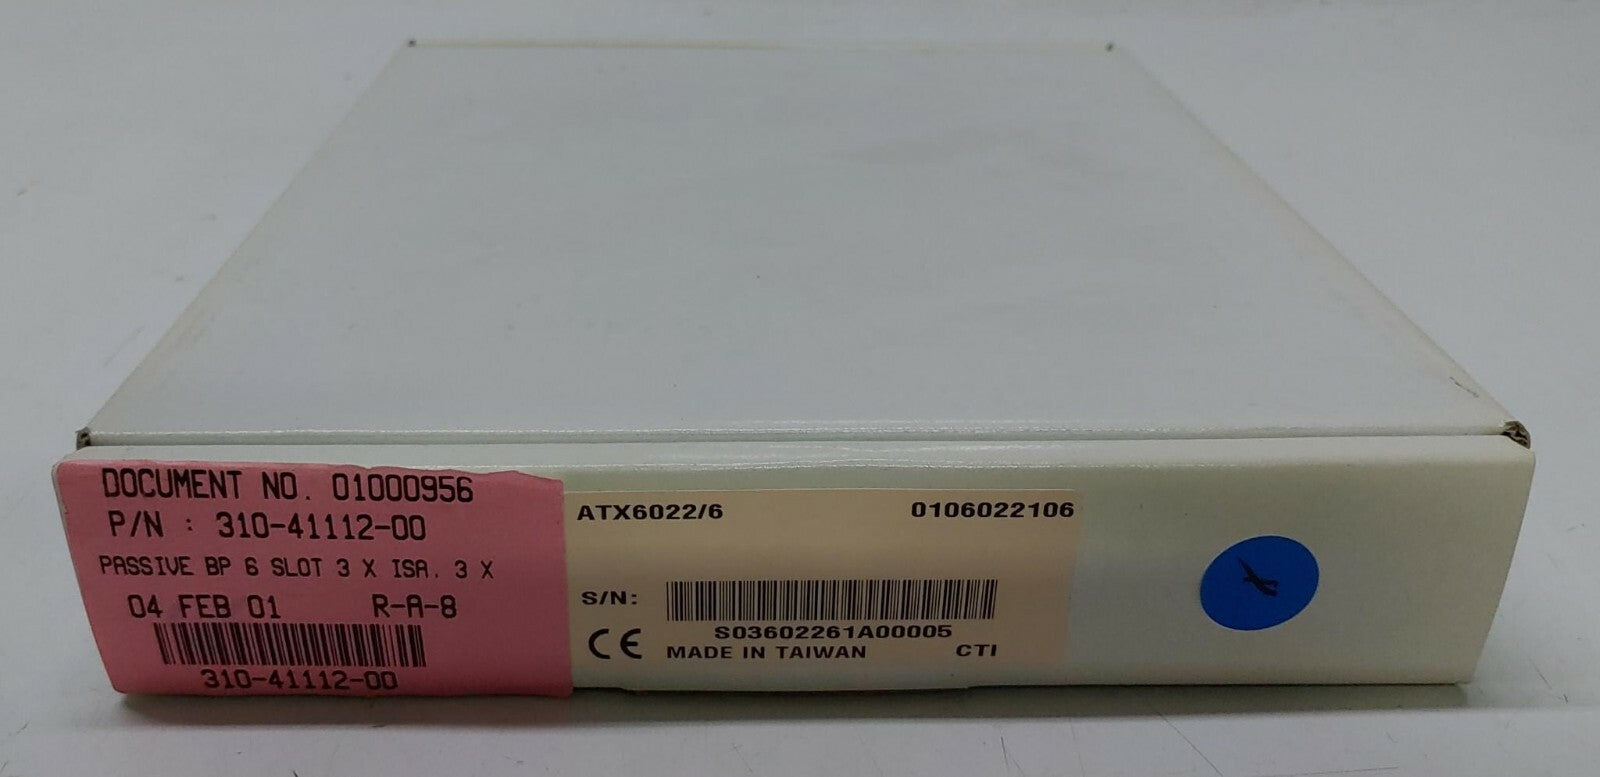 DOCUMENT NO. 01000956
P/N : 310-41112-00
PASSIVE BP 6 SLOT 3 X ISA. 3 X
04 FEB 01 R-A-8
310-41112-00
ATX6022/6 0106022106
S/N:
S03602261A00005
CE MADE IN TAIWAN CTI